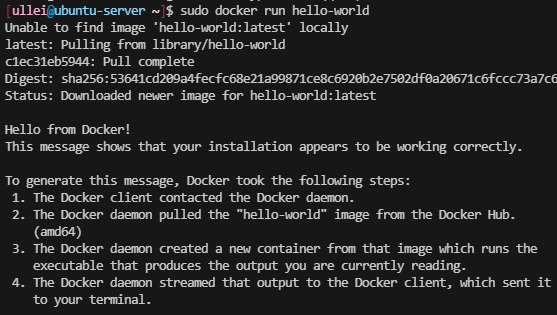 [ullei@ubuntu-server ~]$ sudo docker run hello-world
Unable to find image 'hello-world:latest' locally
latest: Pulling from library/hello-world
c1ec31eb5944: Pull complete
Digest: sha256:53641cd209a4fecfc68e21a99871ce8c6920b2e7502df0a20671c6fccc73a7c6
Status: Downloaded newer image for hello-world:latest

Hello from Docker!
This message shows that your installation appears to be working correctly.

To generate this message, Docker took the following steps:
1. The Docker client contacted the Docker daemon.
2. The Docker daemon pulled the "hello-world" image from the Docker Hub.
(amd64)
3. The Docker daemon created a new container from that image which runs the
executable that produces the output you are currently reading.
4. The Docker daemon streamed that output to the Docker client, which sent it
to your terminal.